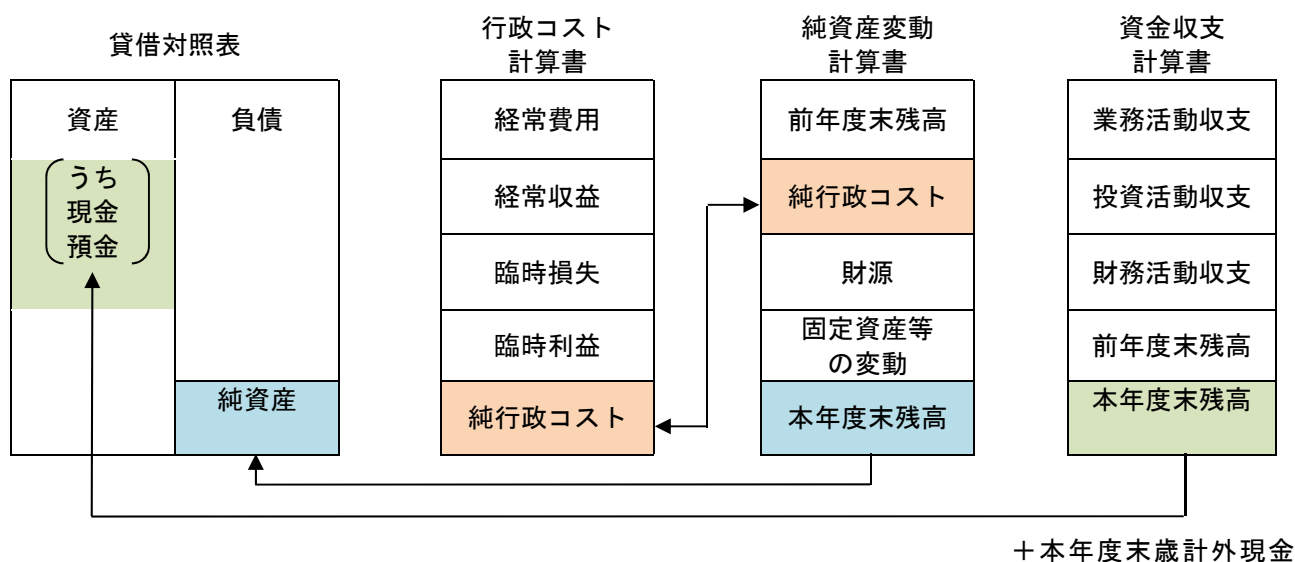 貸借対照表
資産
負債
うち
現金
預金
純資産
行政コスト
計算書
経常費用
経常収益
臨時損失
臨時利益
純行政コスト
純資産変動
計算書
前年度末残高
純行政コスト
財源
固定資産等
の変動
本年度末残高
資金収支
計算書
業務活動収支
投資活動収支
財務活動収支
前年度末残高
本年度末残高
＋本年度末歳計外現金